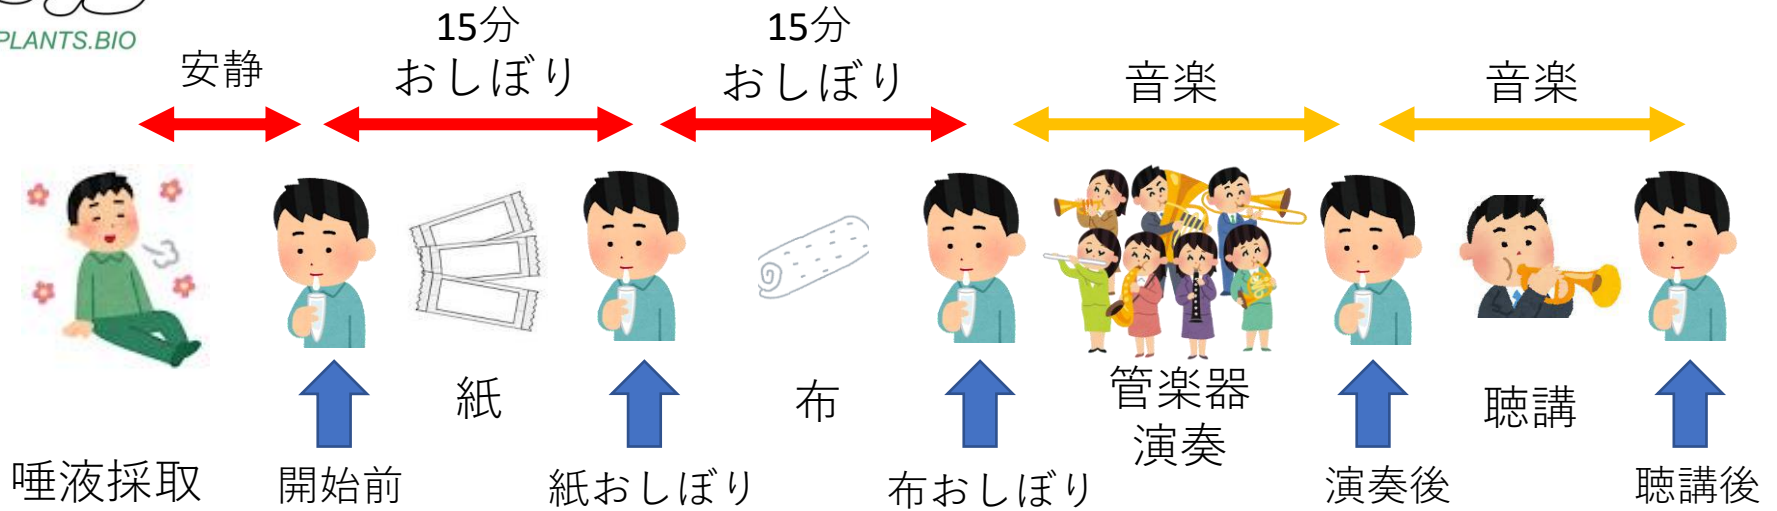 PLANTS.BIO
安静
15分
おしぼり
15分
おしぼり
音楽
音楽
紙
布
管楽器
演奏
聴講
唾液採取
開始前
紙おしぼり
布おしぼり
演奏後
聴講後